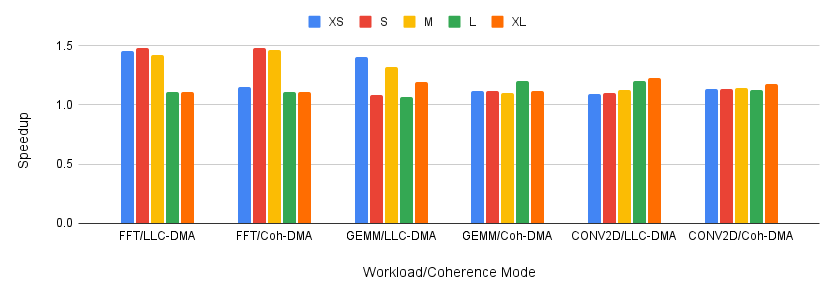 XS S M L XL
Speedup
1.5
1.0
0.5
0.0
FFT/LLC-DMA FFT/Coh-DMA GEMM/LLC-DMA GEMM/Coh-DMA CONV2D/LLC-DMA CONV2D/Coh-DMA
Workload/Coherence Mode